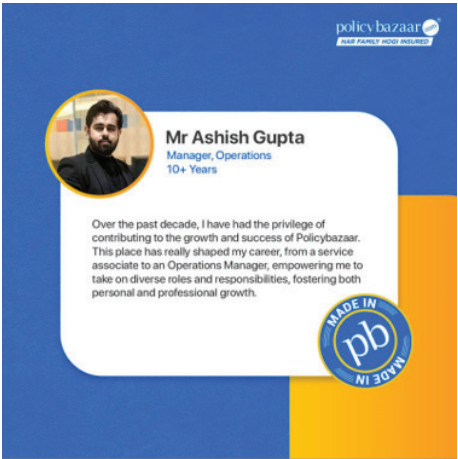 policybazaar.com
HAR FAMILY HOGI INSURED
Mr Ashish Gupta
Manager, Operations
10+ Years
Over the past decade, I have had the privilege of
contributing to the growth and success of Policybazaar.
This place has really shaped my career, from a service
associate to an Operations Manager, empowering me to
take on diverse roles and responsibilities, fostering both
personal and professional growth.
MADE IN
pb
MADE IN